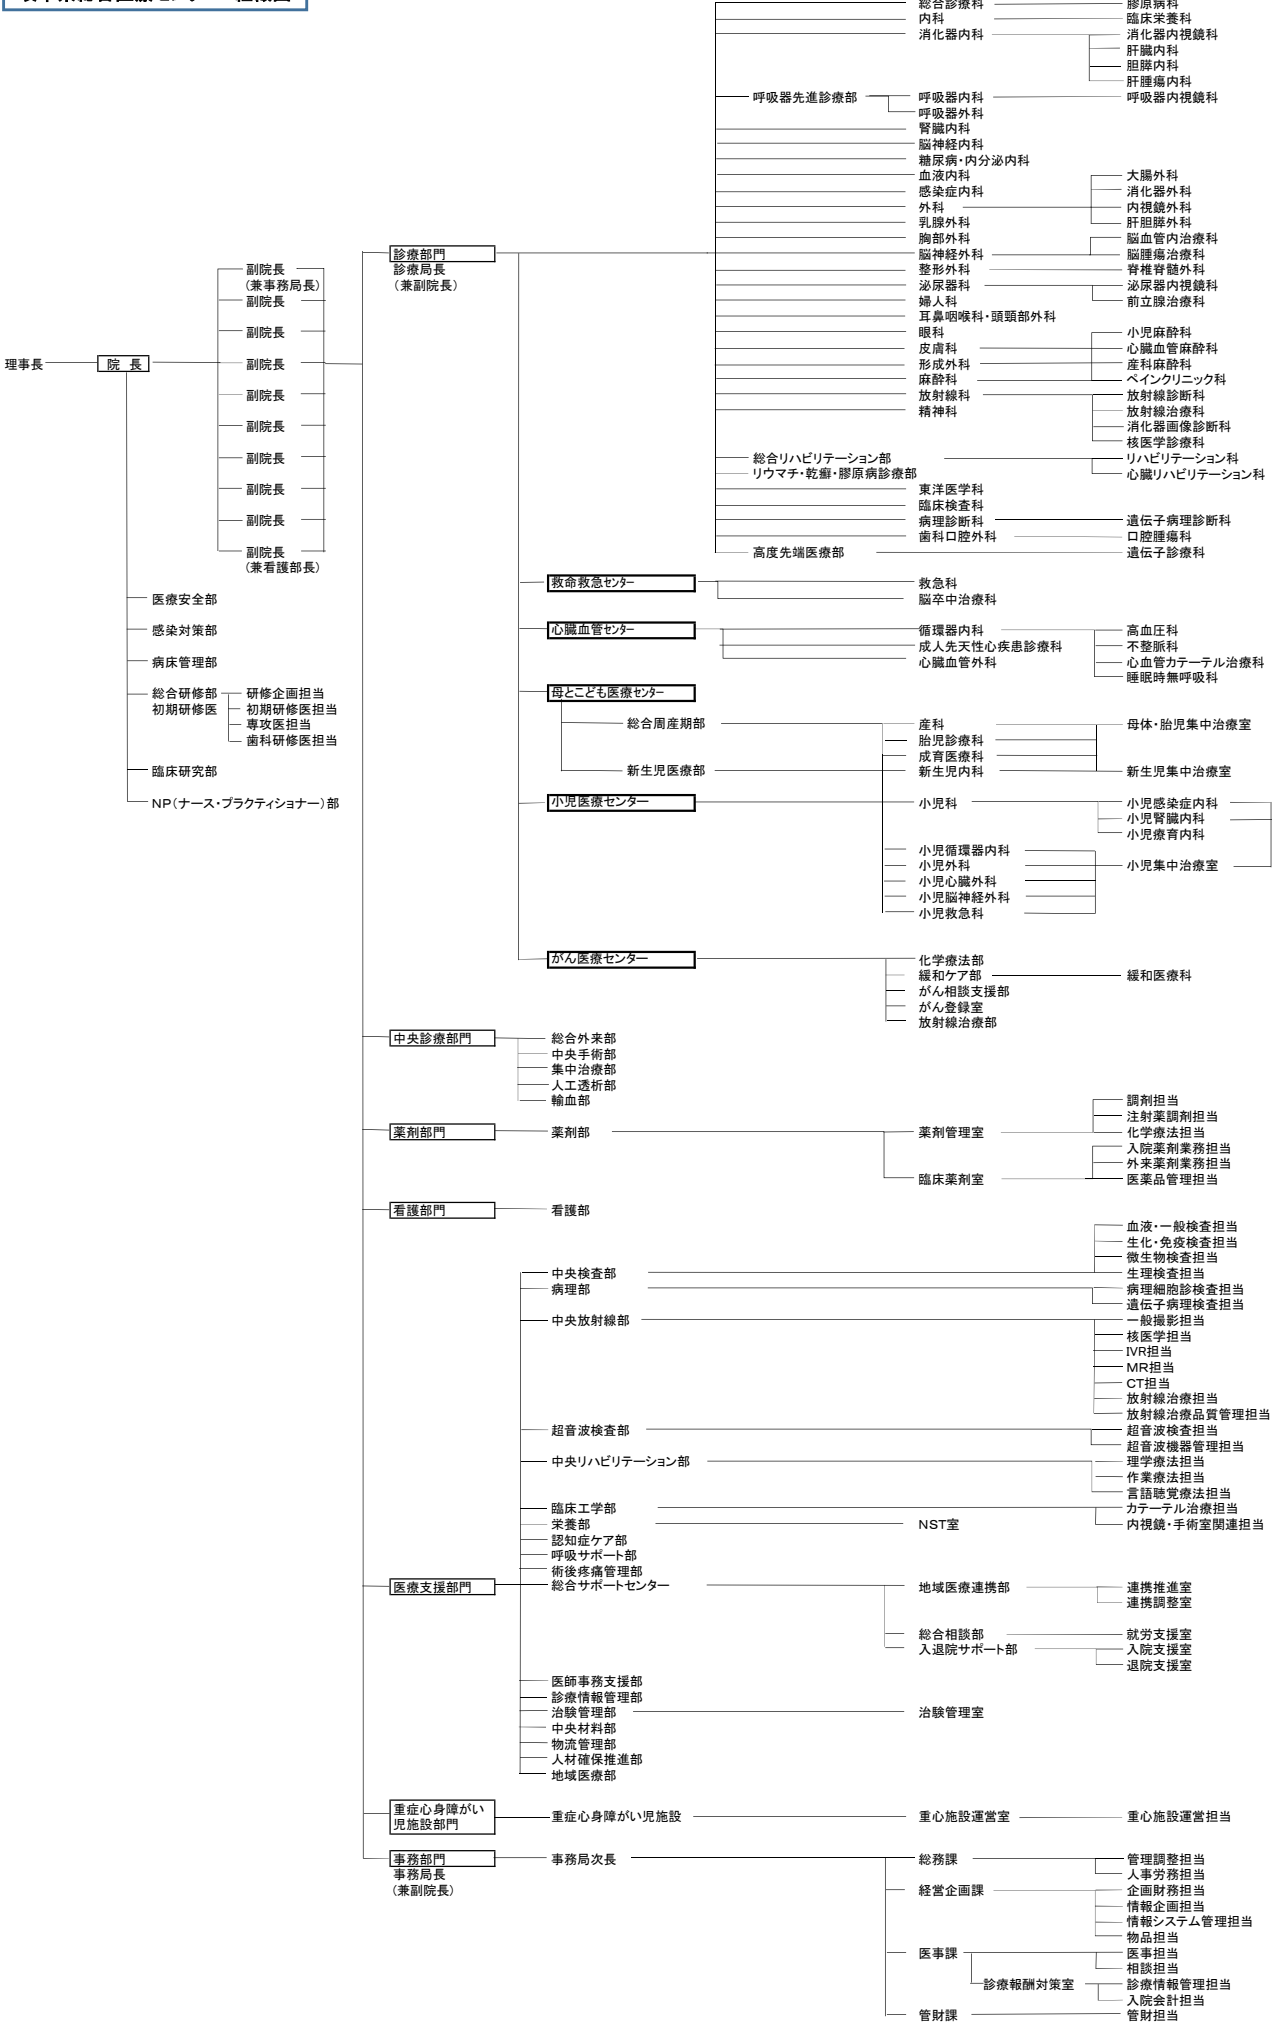 総合診療科 膠原病科
内科 臨床栄養科
消化器内科 消化器内視鏡科
肝臓内科
胆膵内科
肝腫瘍内科
呼吸器先進診療部 呼吸器内科 呼吸器内視鏡科
呼吸器外科
腎臓内科
脳神経内科
糖尿病・内分泌内科
血液内科 大腸外科
感染症内科 消化器外科
外科 内視鏡外科
乳腺外科 肝胆膵外科
胸部外科 脳血管内治療科
診療部門 脳神経外科 脳腫瘍治療科
副院長 診療局長 整形外科 脊椎脊髄外科
(兼事務局長) (兼副院長) 泌尿器科 泌尿器内視鏡科
副院長 婦人科 前立腺治療科
耳鼻咽喉科・頭頸部外科
副院長 眼科 小児麻酔科
皮膚科 心臓血管麻酔科
理事長 院 長 副院長 形成外科 産科麻酔科
麻酔科 ペインクリニック科
副院長 放射線科 放射線診断科
精神科 放射線治療科
副院長 消化器画像診断科
核医学診療科
副院長 総合リハビリテーション部 リハビリテーション科
リウマチ・乾癬・膠原病診療部 心臓リハビリテーション科
副院長 東洋医学科
臨床検査科
副院長 病理診断科 遺伝子病理診断科
歯科口腔外科 口腔腫瘍科
副院長 高度先端医療部 遺伝子診療科
(兼看護部長)
救命救急センター 救急科
医療安全部 脳卒中治療科
感染対策部 心臓血管センター 循環器内科 高血圧科
成人先天性心疾患診療科 不整脈科
病床管理部 心臓血管外科 心血管カテーテル治療科
睡眠時無呼吸科
総合研修部 研修企画担当 母とこども医療センター
初期研修医 初期研修医担当
専攻医担当 総合周産期部 産科 母体・胎児集中治療室
歯科研修医担当 胎児診療科
成育医療科
臨床研究部 新生児医療部 新生児内科 新生児集中治療室
NP(ナース・プラクティショナー)部 小児医療センター 小児科 小児感染症内科
小児腎臓内科
小児療育内科
小児循環器内科
小児外科 小児集中治療室
小児心臓外科
小児脳神経外科
小児救急科
がん医療センター 化学療法部
緩和ケア部 緩和医療科
がん相談支援部
がん登録室
放射線治療部
中央診療部門 総合外来部
中央手術部
集中治療部
人工透析部
輸血部 調剤担当
注射薬調剤担当
薬剤部門 薬剤部 薬剤管理室 化学療法担当
入院薬剤業務担当
外来薬剤業務担当
臨床薬剤室 医薬品管理担当
看護部門 看護部
血液・一般検査担当
生化・免疫検査担当
微生物検査担当
中央検査部 生理検査担当
病理部 病理細胞診検査担当
遺伝子病理検査担当
中央放射線部 一般撮影担当
核医学担当
IVR担当
MR担当
CT担当
放射線治療担当
放射線治療品質管理担当
超音波検査部 超音波検査担当
超音波機器管理担当
中央リハビリテーション部 理学療法担当
作業療法担当
言語聴覚療法担当
臨床工学部 カテーテル治療担当
栄養部 NST室 内視鏡・手術室関連担当
認知症ケア部
呼吸サポート部
術後疼痛管理部
医療支援部門 総合サポートセンター 地域医療連携部 連携推進室
連携調整室
総合相談部 就労支援室
入退院サポート部 入院支援室
退院支援室
医師事務支援部
診療情報管理部
治験管理部 治験管理室
中央材料部
物流管理部
人材確保推進部
地域医療部
重症心身障がい
児施設部門 重症心身障がい児施設 重心施設運営室 重心施設運営担当
事務部門 事務局次長 総務課 管理調整担当
事務局長 人事労務担当
(兼副院長) 経営企画課 企画財務担当
情報企画担当
情報システム管理担当
物品担当
医事課 医事担当
相談担当
診療報酬対策室 診療情報管理担当
入院会計担当
管財課 管財担当